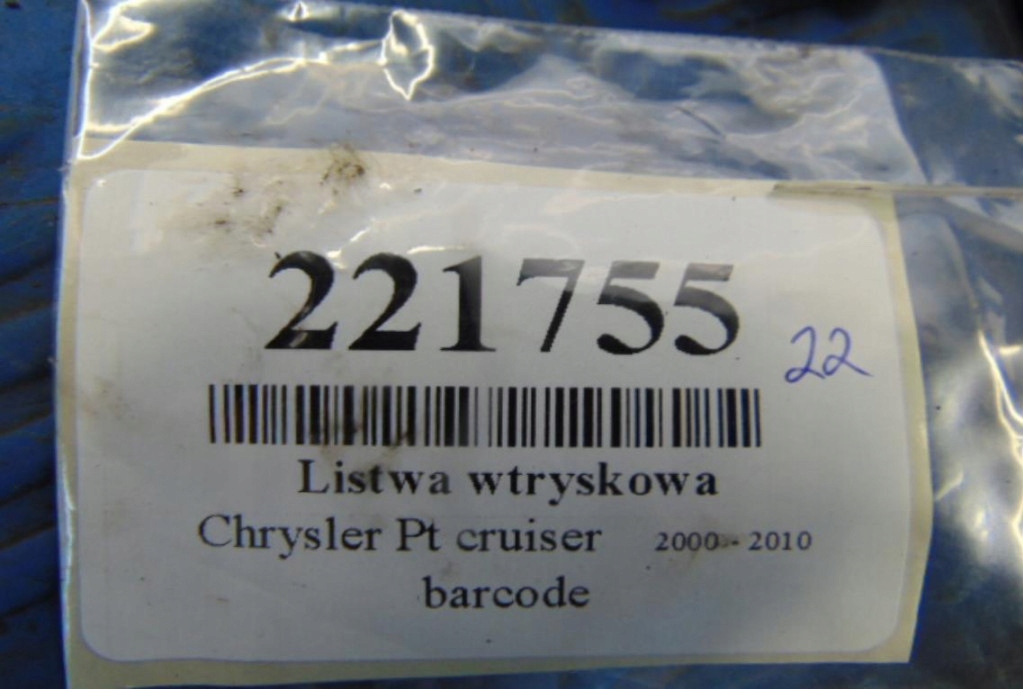 221755
22
Listwa wtryskowa
Chrysler Pt cruiser 2000 - 2010
barcode